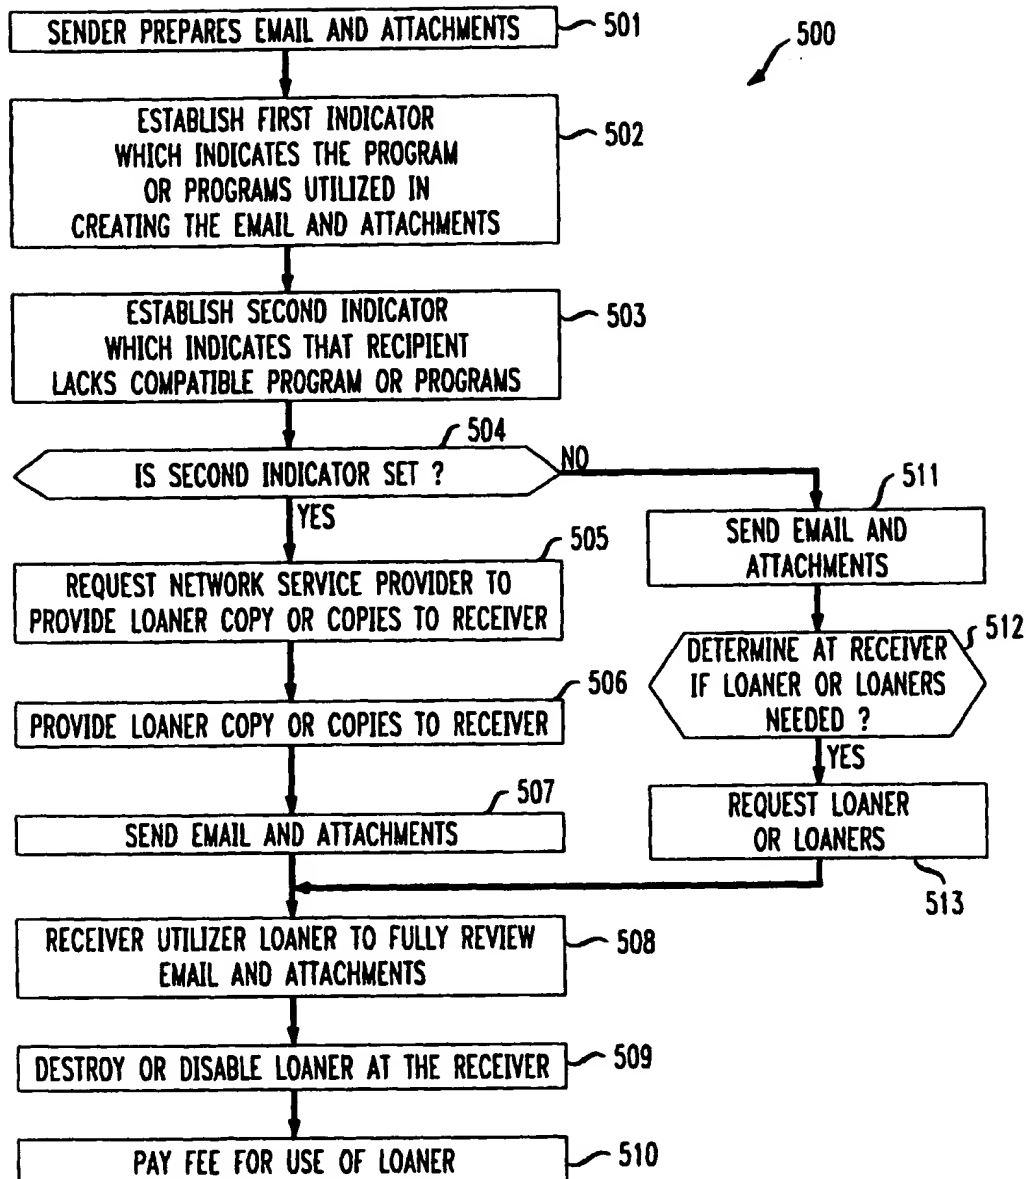 SENDER PREPARES EMAIL AND ATTACHMENTS
501
500
ESTABLISH FIRST INDICATOR
WHICH INDICATES THE PROGRAM
OR PROGRAMS UTILIZED IN
CREATING THE EMAIL AND ATTACHMENTS
502
ESTABLISH SECOND INDICATOR
WHICH INDICATES THAT RECIPIENT
LACKS COMPATIBLE PROGRAM OR PROGRAMS
503
504
IS SECOND INDICATOR SET ?
NO
YES
505
REQUEST NETWORK SERVICE PROVIDER TO
PROVIDE LOANER COPY OR COPIES TO RECEIVER
506
PROVIDE LOANER COPY OR COPIES TO RECEIVER
507
SEND EMAIL AND ATTACHMENTS
511
SEND EMAIL AND
ATTACHMENTS
512
DETERMINE AT RECEIVER
IF LOANER OR LOANERS
NEEDED ?
YES
REQUEST LOANER
OR LOANERS
513
RECEIVER UTILIZER LOANER TO FULLY REVIEW
EMAIL AND ATTACHMENTS
508
DESTROY OR DISABLE LOANER AT THE RECEIVER
509
PAY FEE FOR USE OF LOANER
510